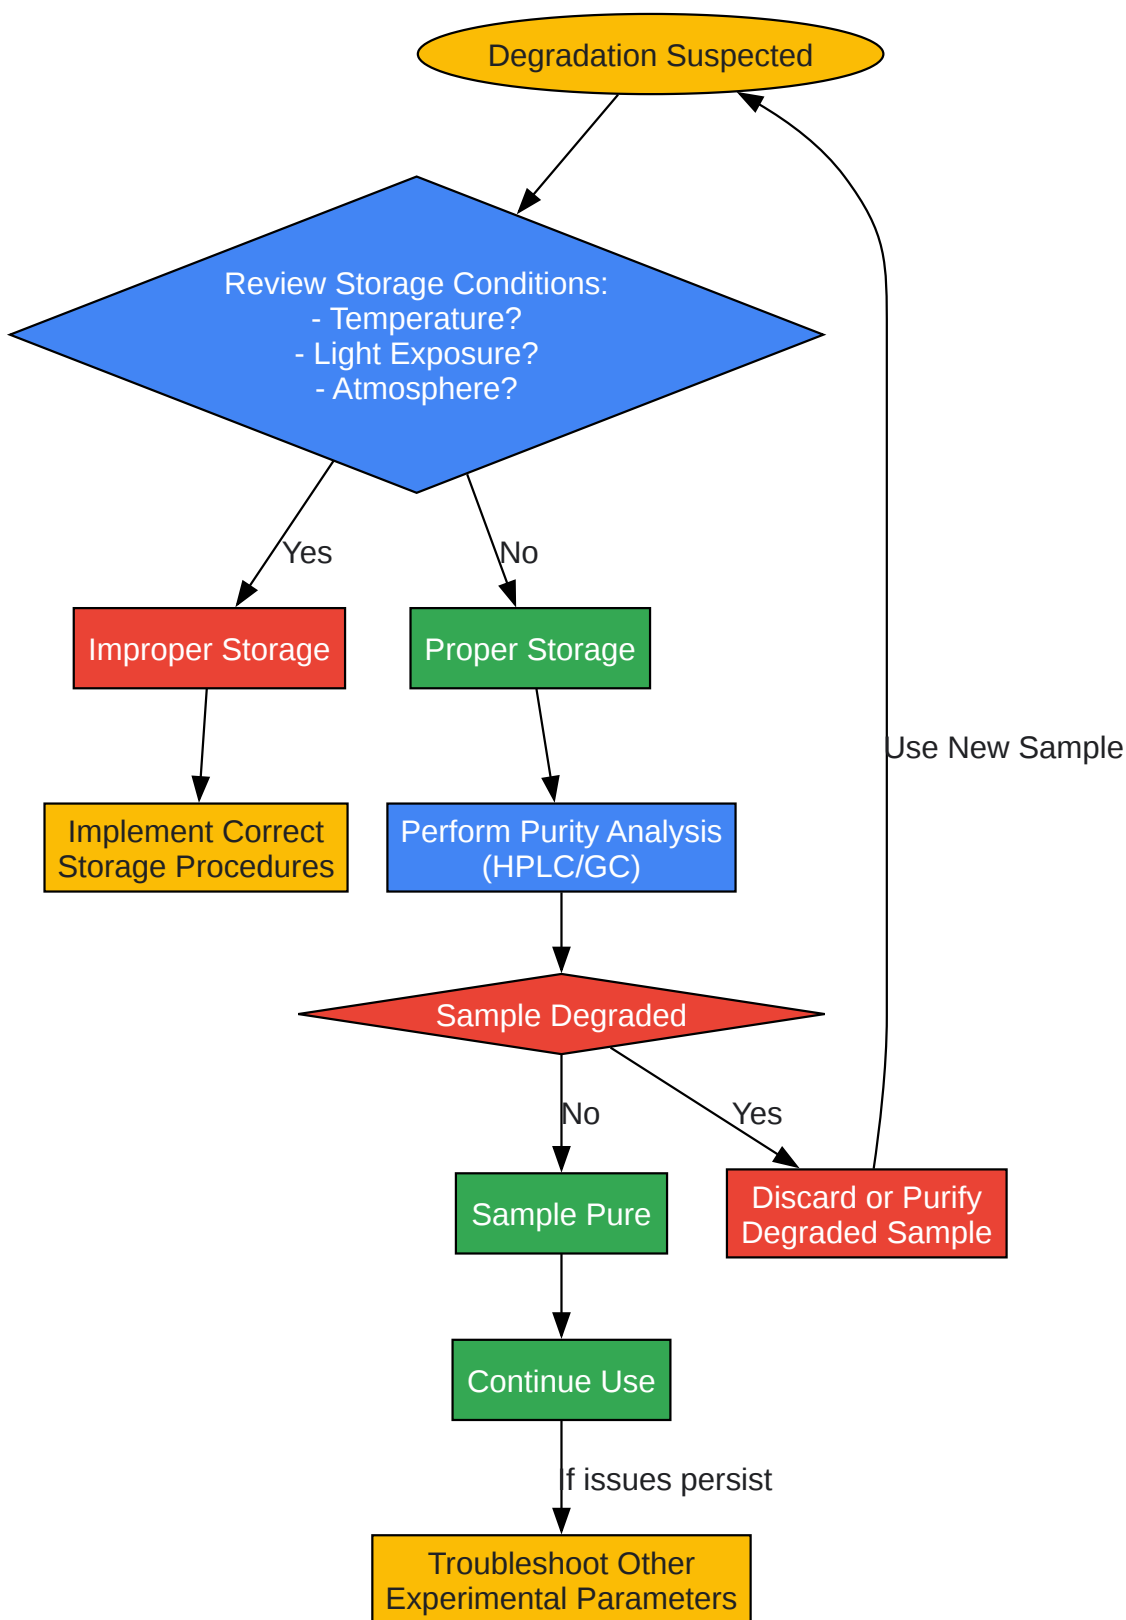 Degradation Suspected
Review Storage Conditions:
- Temperature?
- Light Exposure?
- Atmosphere?
Yes
No
Improper Storage
Proper Storage
Use New Sample
Implement Correct
Storage Procedures
Perform Purity Analysis
(HPLC/GC)
Sample Degraded
No
Yes
Sample Pure
Discard or Purify
Degraded Sample
Continue Use
If issues persist
Troubleshoot Other
Experimental Parameters